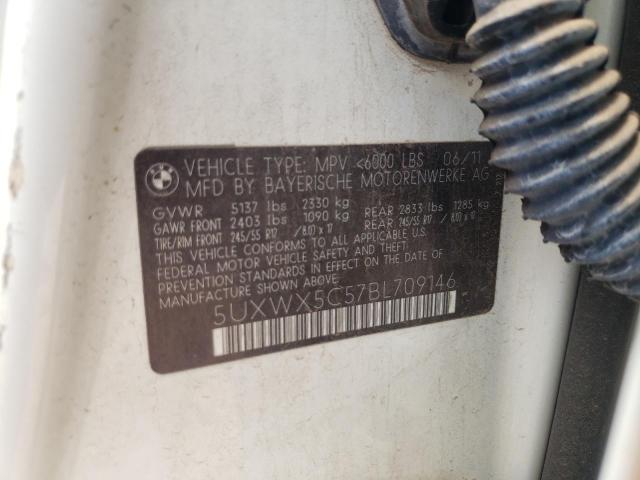 VEHICLE TYPE: MPV <6000 LBS 06/11
MFD BY BAYERISCHE MOTORENWERKE AG
GVWR 5137 lbs 2330 kg
GAWR FRONT 2403 lbs 1090 kg REAR 2833 lbs 1285 kg
TIRE/RIM FRONT 245/55 R17 / 8.0J x 17 REAR 245/55 R17 / 8.0J x 17
THIS VEHICLE CONFORMS TO ALL APPLICABLE U.S.
FEDERAL MOTOR VEHICLE SAFETY AND THEFT
PREVENTION STANDARDS IN EFFECT ON THE DATE OF
MANUFACTURE SHOWN ABOVE.
5UXWX5C57BL709146